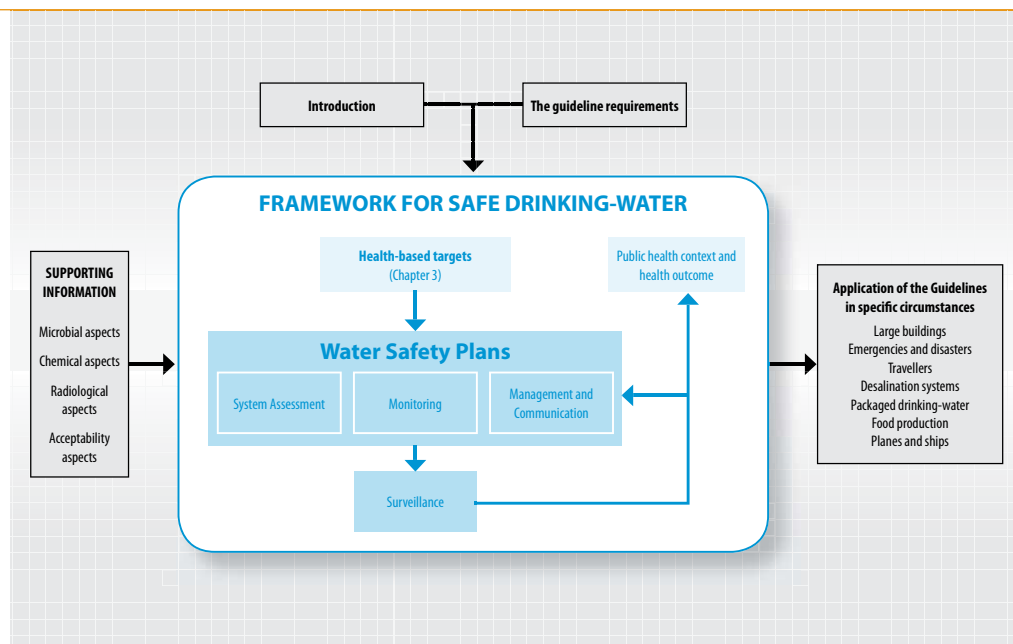 Introduction
The guideline requirements
FRAMEWORK FOR SAFE DRINKING-WATER
Health-based targets
(Chapter 3)
Public health context and
health outcome
Water Safety Plans
System Assessment
Monitoring
Management and
Communication
Surveillance
SUPPORTING
INFORMATION
Microbial aspects
Chemical aspects
Radiological
aspects
Acceptability
aspects
Application of the Guidelines
in specific circumstances
Large buildings
Emergencies and disasters
Travellers
Desalination systems
Packaged drinking-water
Food production
Planes and ships